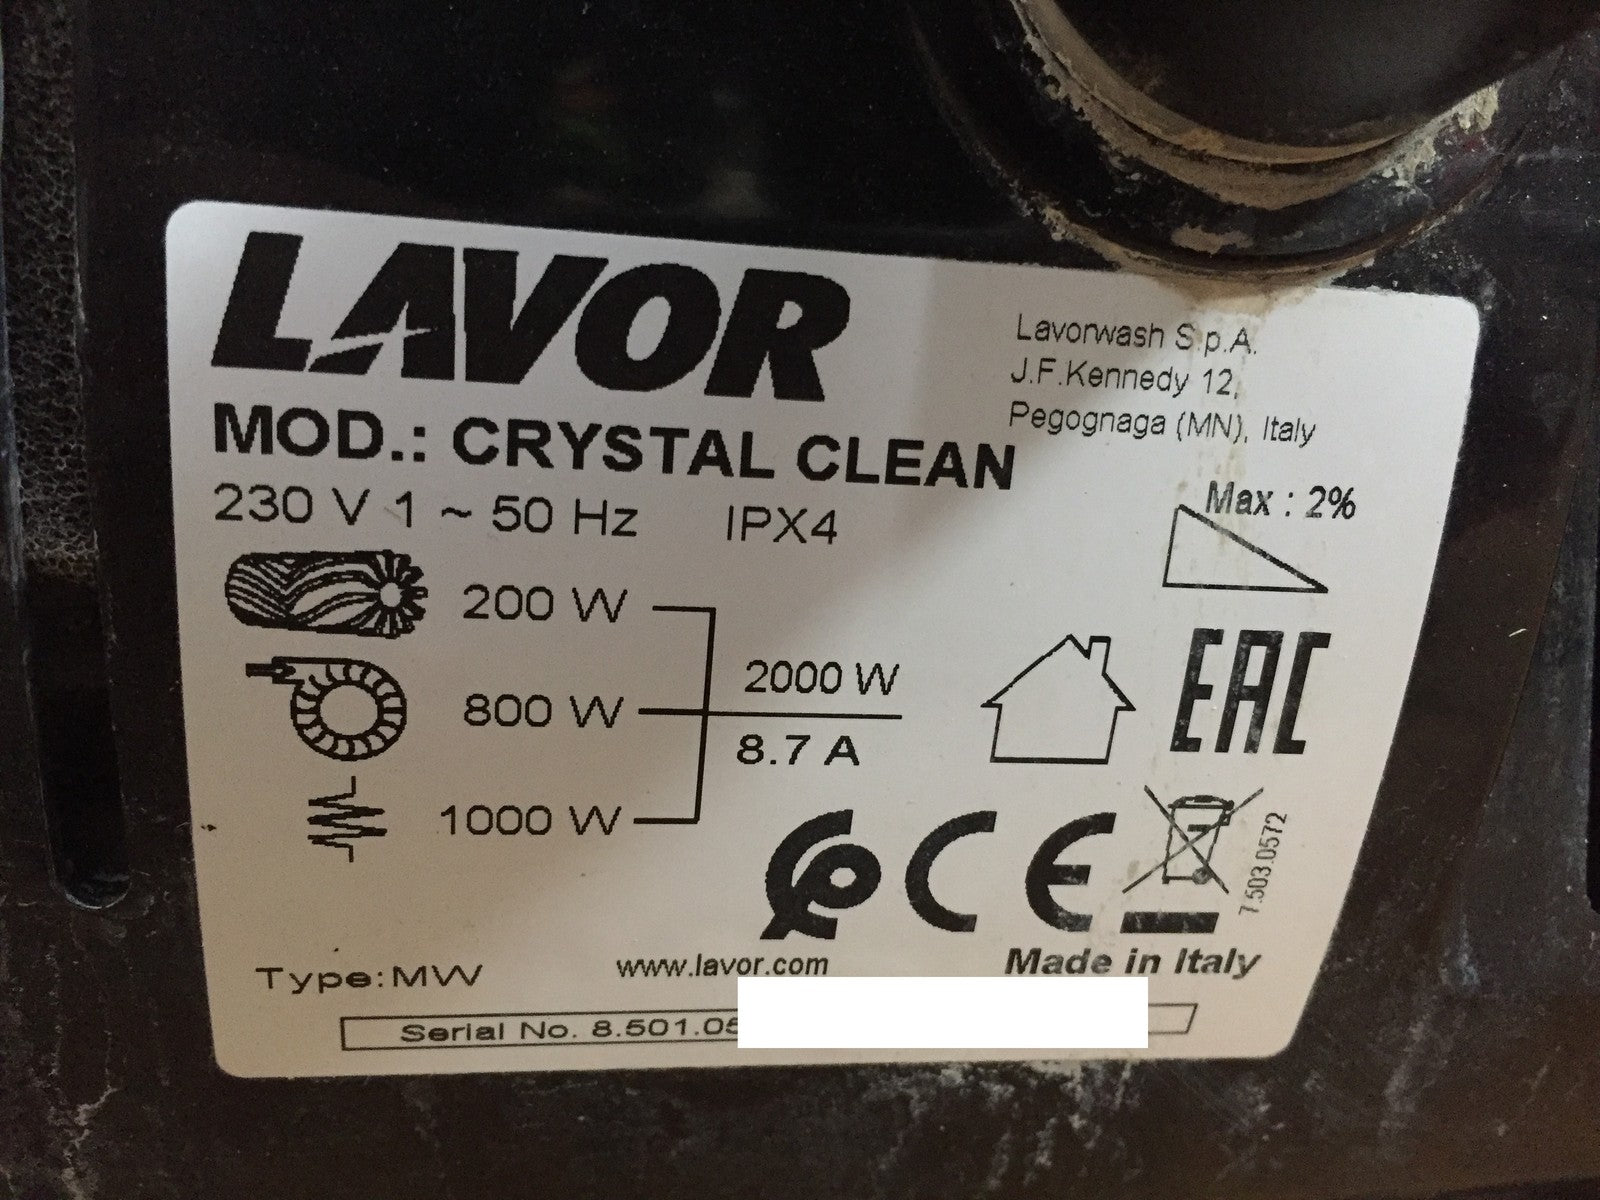 LAVOR
Lavorwash S.p.A.
J.F.Kennedy 12,
Pegognaga (MN), Italy
MOD.: CRYSTAL CLEAN
230 V 1 ~ 50 Hz IPX4
Max : 2%
200 W
800 W
1000 W
2000 W
8.7 A
EAC
CE
7.503.0572
Type:MW
www.lavor.com
Made in Italy
Serial No. 8.501.05